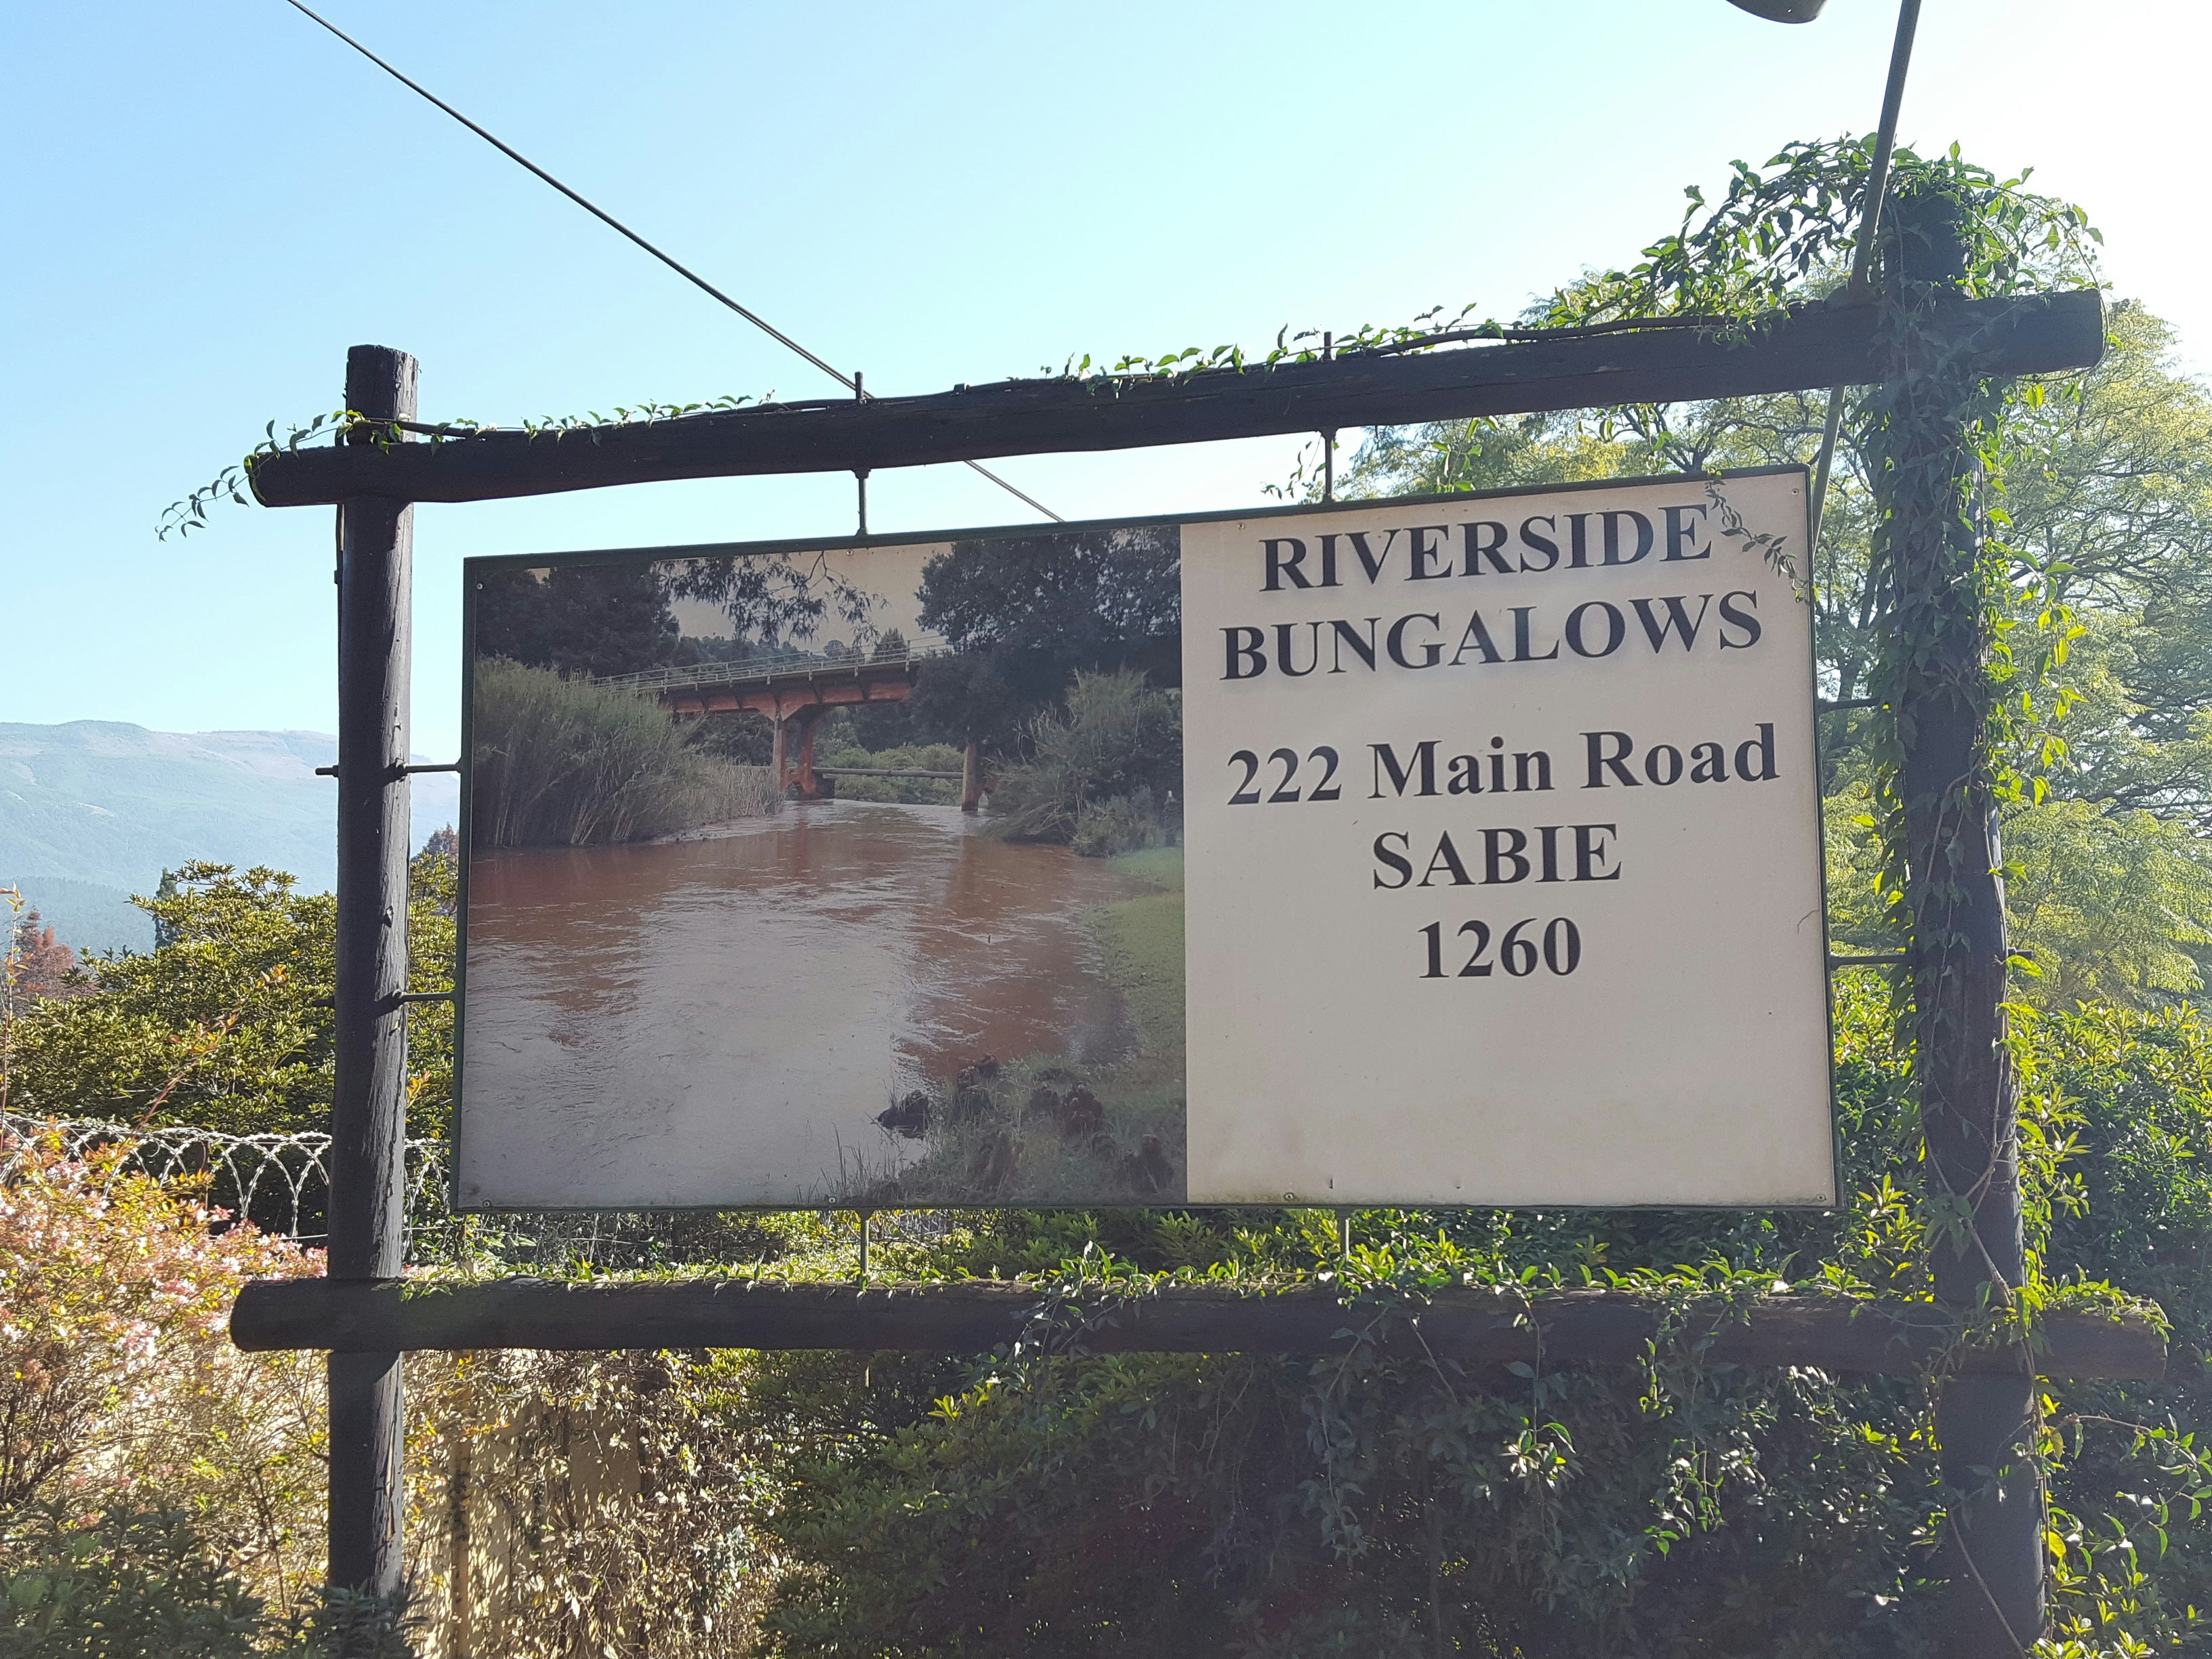 RIVERSIDE
BUNGALOWS
222 Main Road
SABIE
1260